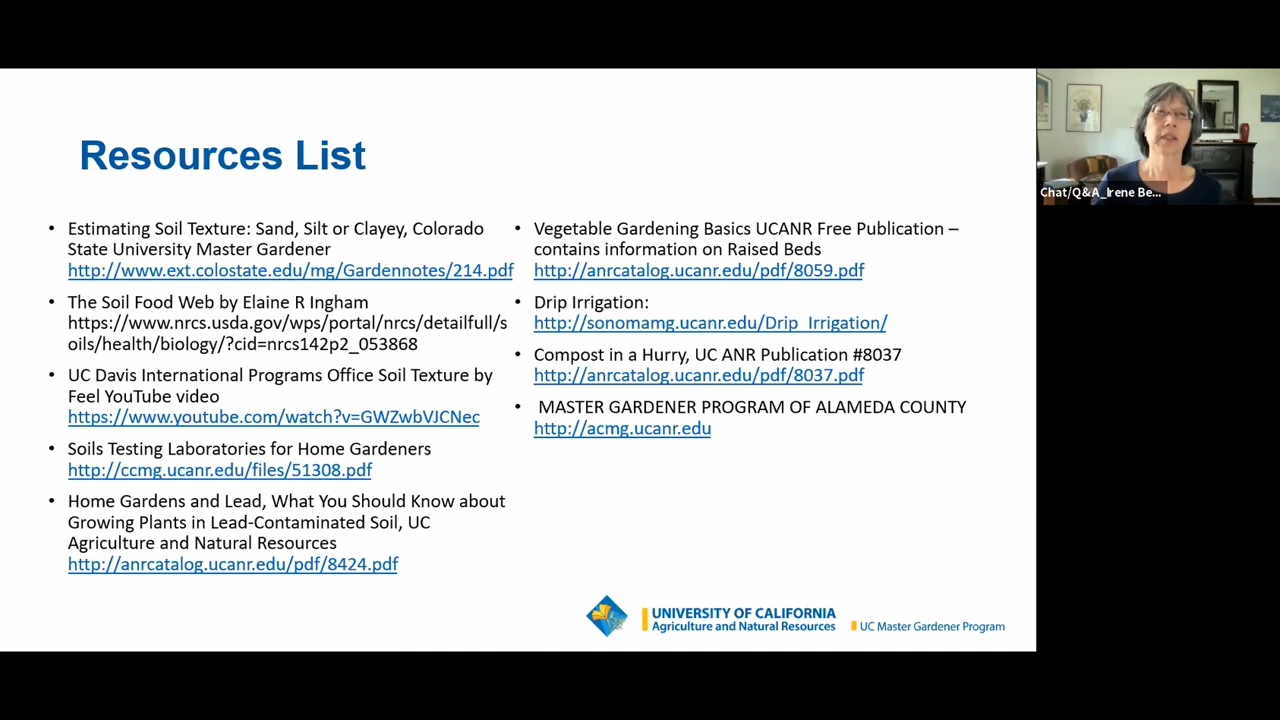 Resources List
• Estimating Soil Texture: Sand, Silt or Clayey, Colorado
State University Master Gardener
http://www.ext.colostate.edu/mg/Gardennotes/214.pdf
• The Soil Food Web by Elaine R Ingham
https://www.nrcs.usda.gov/wps/portal/nrcs/detailfull/s
oils/health/biology/?cid=nrcs142p2_053868
• UC Davis International Programs Office Soil Texture by
Feel YouTube video
https://www.youtube.com/watch?v=GWZwbVJCNec
• Soils Testing Laboratories for Home Gardeners
http://ccmg.ucanr.edu/files/51308.pdf
• Home Gardens and Lead, What You Should Know about
Growing Plants in Lead-Contaminated Soil, UC
Agriculture and Natural Resources
http://anrcatalog.ucanr.edu/pdf/8424.pdf
• Vegetable Gardening Basics UCANR Free Publication –
contains information on Raised Beds
http://anrcatalog.ucanr.edu/pdf/8059.pdf
• Drip Irrigation:
http://sonomamg.ucanr.edu/Drip_Irrigation/
• Compost in a Hurry, UC ANR Publication #8037
http://anrcatalog.ucanr.edu/pdf/8037.pdf
• MASTER GARDENER PROGRAM OF ALAMEDA COUNTY
http://acmg.ucanr.edu
UNIVERSITY OF CALIFORNIA
Agriculture and Natural Resources
UC Master Gardener Program
Chat/Q&A_Irene Be...